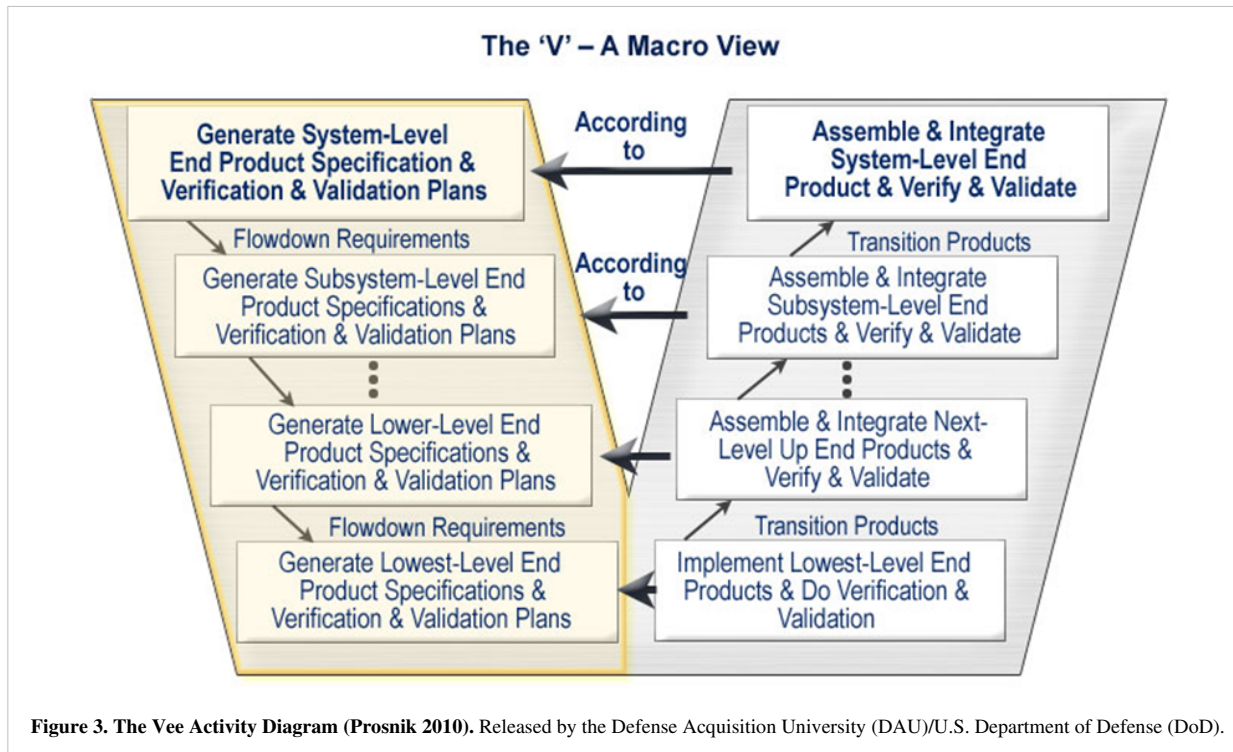 The ‘V’ – A Macro View
Generate System-Level
End Product Specification &
Verification & Validation Plans
Flowdown Requirements
Generate Subsystem-Level End
Product Specifications &
Verification & Validation Plans
Generate Lower-Level End
Product Specifications &
Verification & Validation Plans
Flowdown Requirements
Generate Lowest-Level End
Product Specifications &
Verification & Validation Plans
According
to
According
to
Assemble & Integrate
System-Level End
Product & Verify & Validate
Transition Products
Assemble & Integrate
Subsystem-Level End
Products & Verify & Validate
Assemble & Integrate Next-
Level Up End Products &
Verify & Validate
Transition Products
Implement Lowest-Level End
Products & Do Verification &
Validation
Figure 3. The Vee Activity Diagram (Prosnik 2010). Released by the Defense Acquisition University (DAU)/U.S. Department of Defense (DoD).